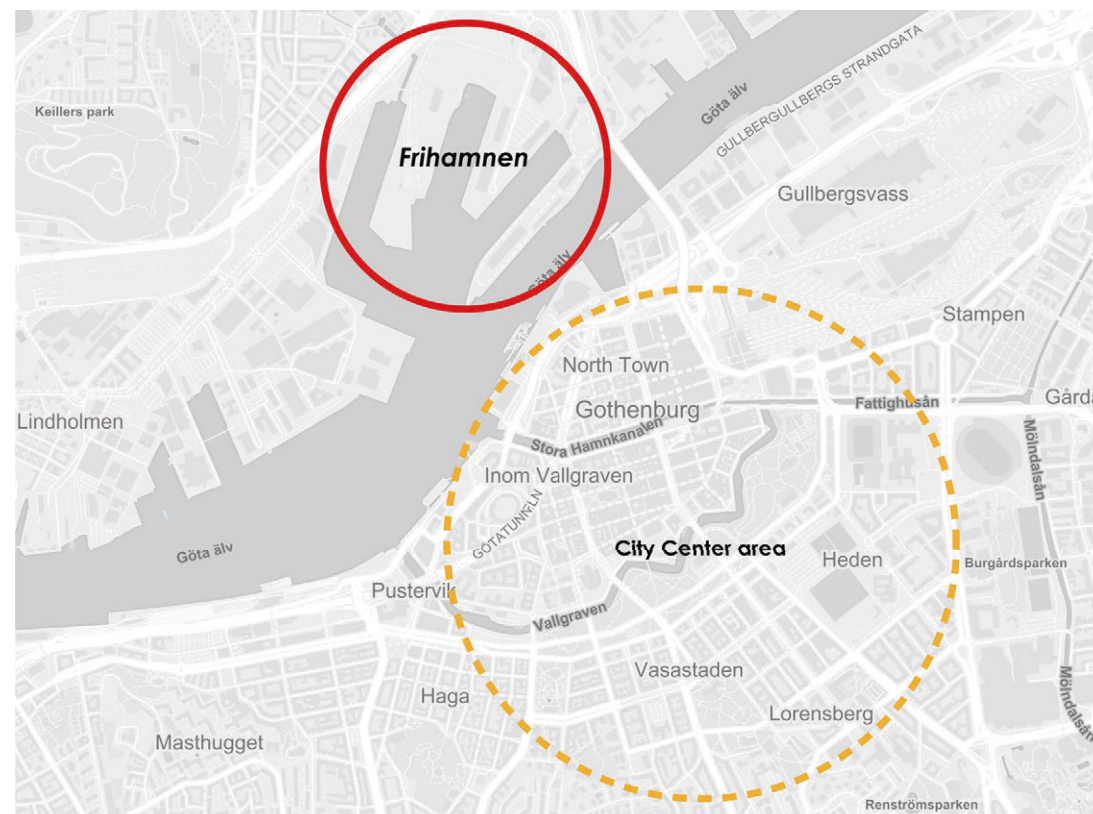 Keillers park
Frihamnen
Göta älv
GULLBERGULLBERGS STRANDGATA
Gullbergsvass
Göta älv
Stampen
North Town
Gothenburg
Fattighusån
Gårda
Lindholmen
Stora Hamnkanalen
Mölndalsån
Inom Vallgraven
GÖTATUNNELN
City Center area
Göta älv
Heden
Burgårdsparken
Pustervik
Vallgraven
Vasastaden
Haga
Mölndalsån
Lorensberg
Masthugget
Renströmsparken